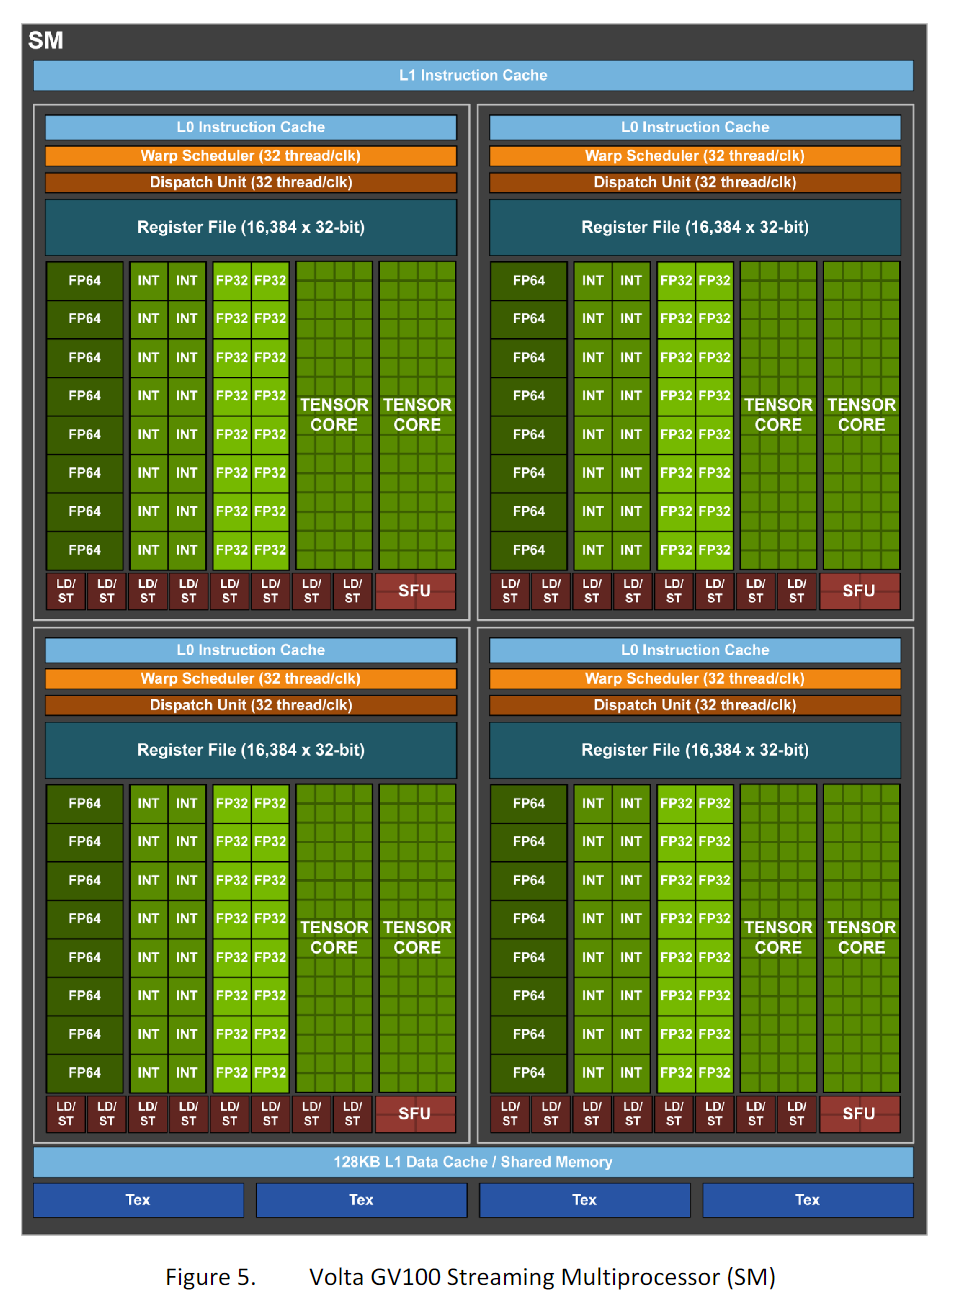 SM
L1 Instruction Cache
L0 Instruction Cache
Warp Scheduler (32 thread/clk)
Dispatch Unit (32 thread/clk)
Register File (16,384 x 32-bit)
FP64 INT INT FP32 FP32
FP64 INT INT FP32 FP32
FP64 INT INT FP32 FP32
FP64 INT INT FP32 FP32
TENSOR CORE TENSOR CORE
FP64 INT INT FP32 FP32
FP64 INT INT FP32 FP32
FP64 INT INT FP32 FP32
FP64 INT INT FP32 FP32
LD/ST LD/ST LD/ST LD/ST LD/ST LD/ST LD/ST LD/ST SFU
L0 Instruction Cache
Warp Scheduler (32 thread/clk)
Dispatch Unit (32 thread/clk)
Register File (16,384 x 32-bit)
FP64 INT INT FP32 FP32
FP64 INT INT FP32 FP32
FP64 INT INT FP32 FP32
FP64 INT INT FP32 FP32
TENSOR CORE TENSOR CORE
FP64 INT INT FP32 FP32
FP64 INT INT FP32 FP32
FP64 INT INT FP32 FP32
FP64 INT INT FP32 FP32
LD/ST LD/ST LD/ST LD/ST LD/ST LD/ST LD/ST LD/ST SFU
L0 Instruction Cache
Warp Scheduler (32 thread/clk)
Dispatch Unit (32 thread/clk)
Register File (16,384 x 32-bit)
FP64 INT INT FP32 FP32
FP64 INT INT FP32 FP32
FP64 INT INT FP32 FP32
FP64 INT INT FP32 FP32
TENSOR CORE TENSOR CORE
FP64 INT INT FP32 FP32
FP64 INT INT FP32 FP32
FP64 INT INT FP32 FP32
FP64 INT INT FP32 FP32
LD/ST LD/ST LD/ST LD/ST LD/ST LD/ST LD/ST LD/ST SFU
L0 Instruction Cache
Warp Scheduler (32 thread/clk)
Dispatch Unit (32 thread/clk)
Register File (16,384 x 32-bit)
FP64 INT INT FP32 FP32
FP64 INT INT FP32 FP32
FP64 INT INT FP32 FP32
FP64 INT INT FP32 FP32
TENSOR CORE TENSOR CORE
FP64 INT INT FP32 FP32
FP64 INT INT FP32 FP32
FP64 INT INT FP32 FP32
FP64 INT INT FP32 FP32
LD/ST LD/ST LD/ST LD/ST LD/ST LD/ST LD/ST LD/ST SFU
128KB L1 Data Cache / Shared Memory
Tex Tex Tex Tex
Figure 5. Volta GV100 Streaming Multiprocessor (SM)